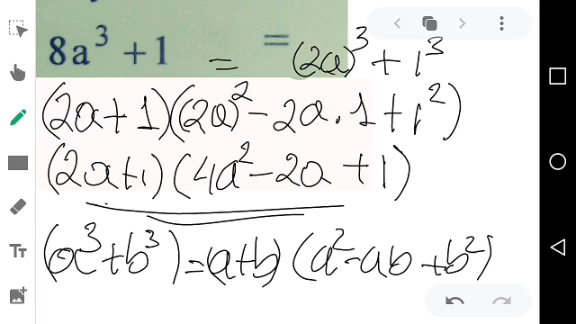 8a³ + 1 = = (2a)³ + 1³
(2a+1)((2a)² - 2a.1 + 1²)
(2a+1) (4a² - 2a + 1)
(a³ + b³) = (a+b) (a² - ab + b²)
Tт